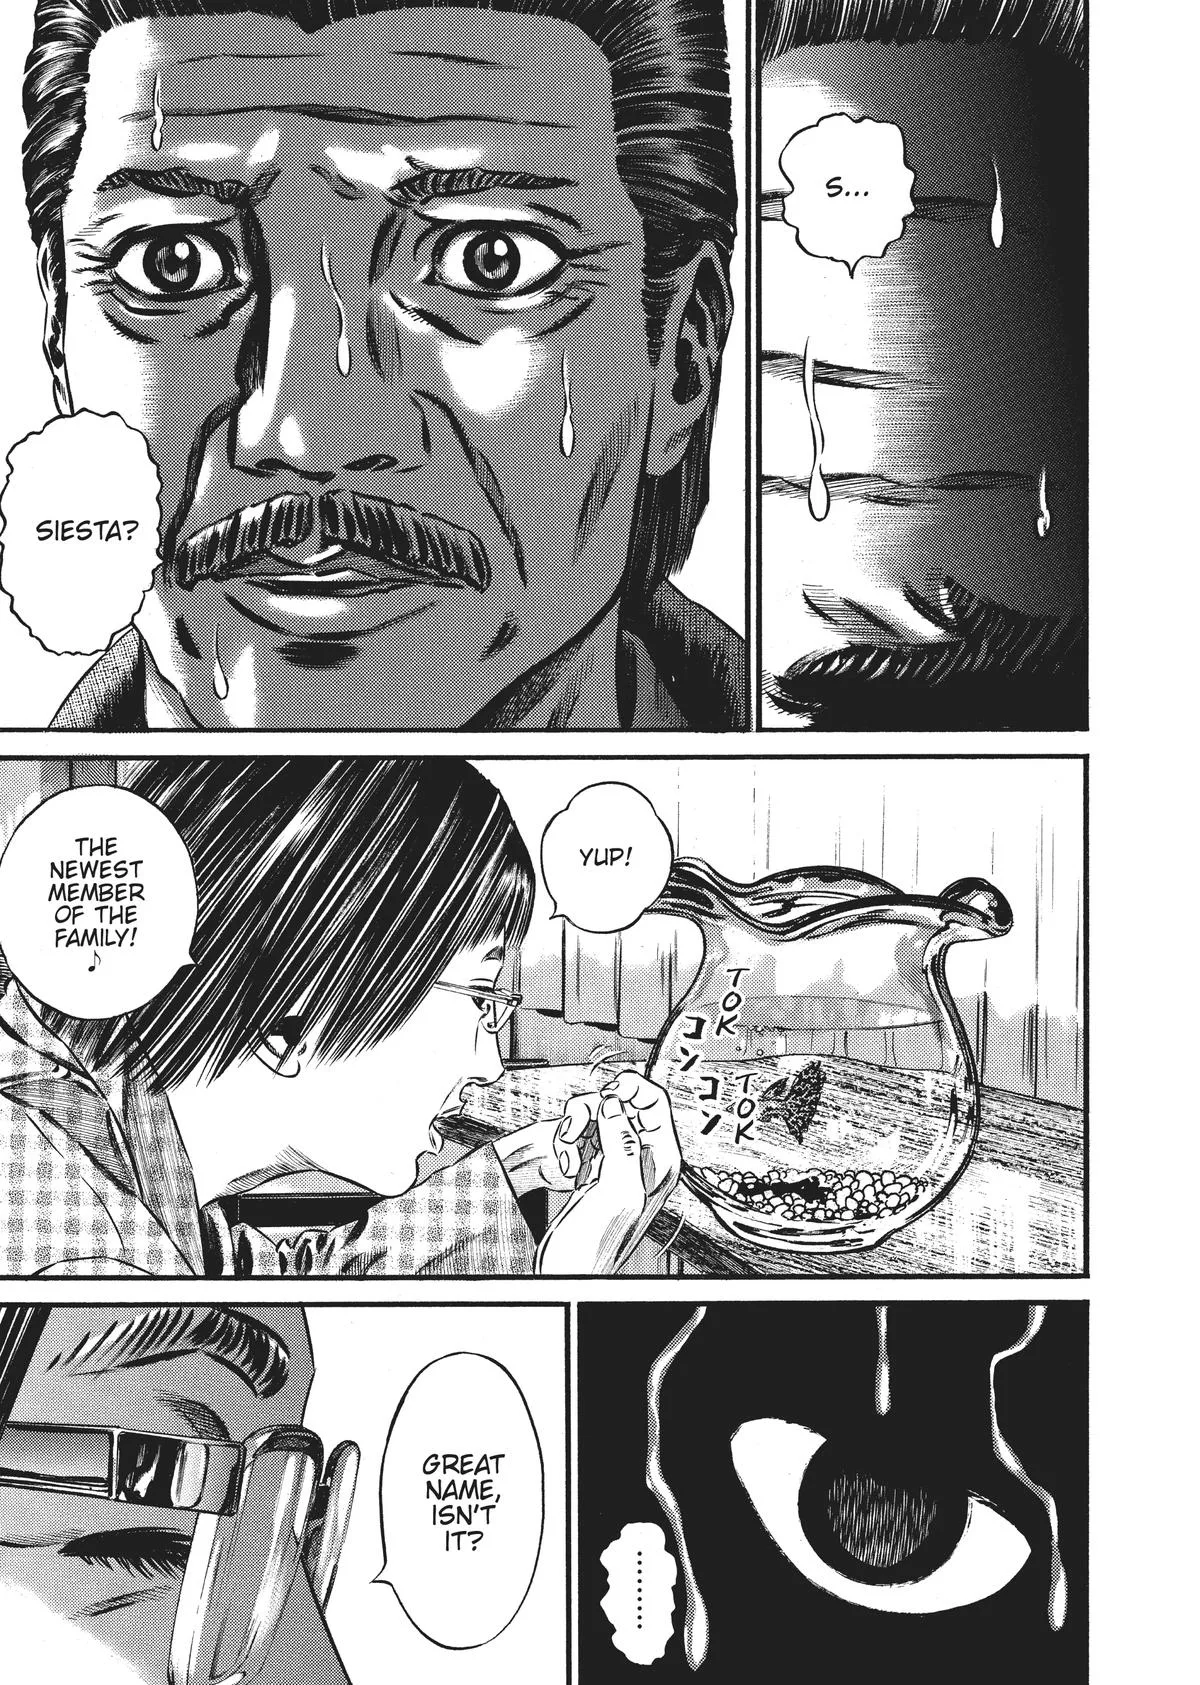 S...
SIESTA?
YUP!
THE
NEWEST
MEMBER
OF THE
FAMILY!
♪
TOK
コン
TOK
コン
.........
GREAT
NAME,
ISN'T
IT?